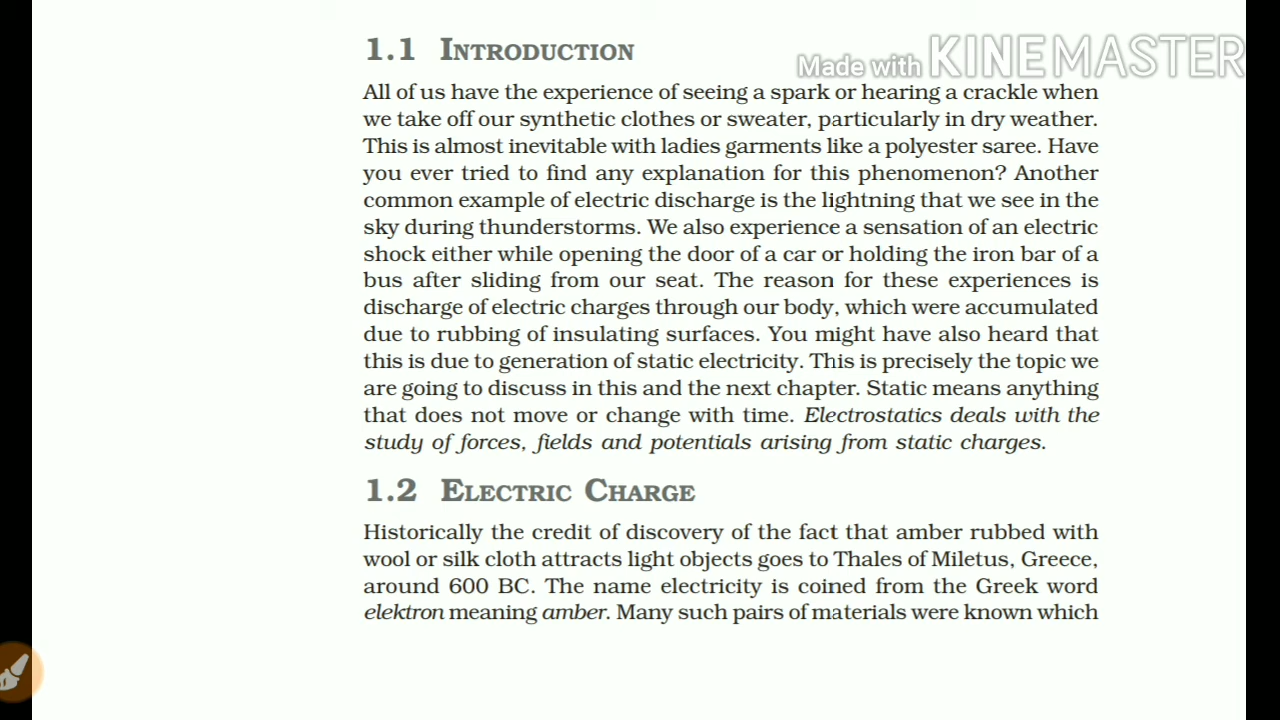 1.1 INTRODUCTION
Made with KINEMASTER
All of us have the experience of seeing a spark or hearing a crackle when
we take off our synthetic clothes or sweater, particularly in dry weather.
This is almost inevitable with ladies garments like a polyester saree. Have
you ever tried to find any explanation for this phenomenon? Another
common example of electric discharge is the lightning that we see in the
sky during thunderstorms. We also experience a sensation of an electric
shock either while opening the door of a car or holding the iron bar of a
bus after sliding from our seat. The reason for these experiences is
discharge of electric charges through our body, which were accumulated
due to rubbing of insulating surfaces. You might have also heard that
this is due to generation of static electricity. This is precisely the topic we
are going to discuss in this and the next chapter. Static means anything
that does not move or change with time. Electrostatics deals with the
study of forces, fields and potentials arising from static charges.
1.2 ELECTRIC CHARGE
Historically the credit of discovery of the fact that amber rubbed with
wool or silk cloth attracts light objects goes to Thales of Miletus, Greece,
around 600 BC. The name electricity is coined from the Greek word
elektron meaning amber. Many such pairs of materials were known which